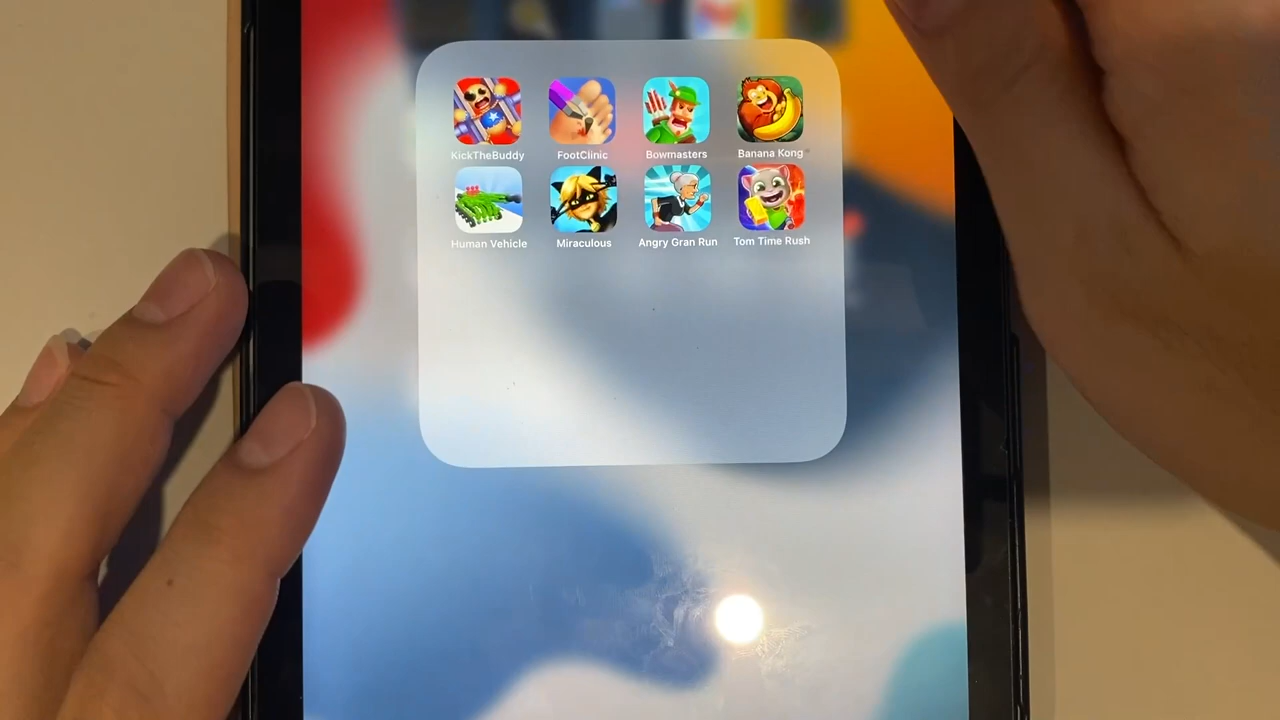 KickTheBuddy FootClinic Bowmasters Banana Kong
Human Vehicle Miraculous Angry Gran Run Tom Time Rush